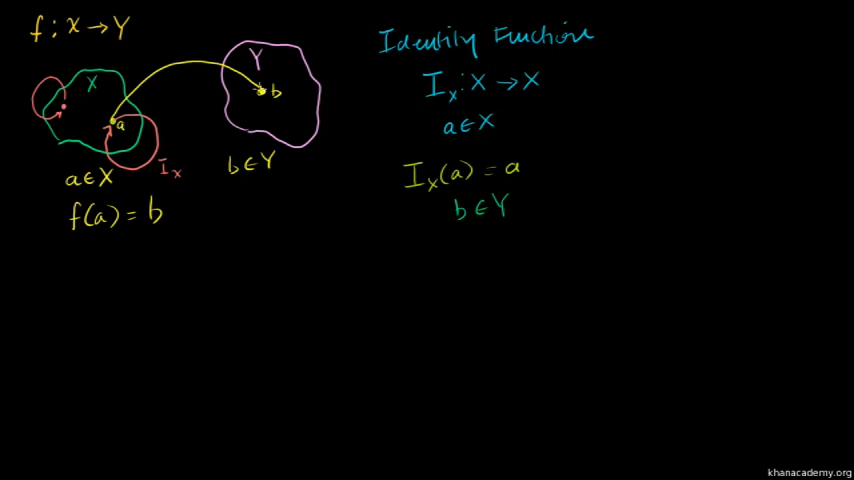 f : X → Y
X
Y
a
b
I_X
a ∈ X
b ∈ Y
f(a) = b
Identity Function
I_X : X → X
a ∈ X
I_X(a) = a
b ∈ Y
khanacademy.org